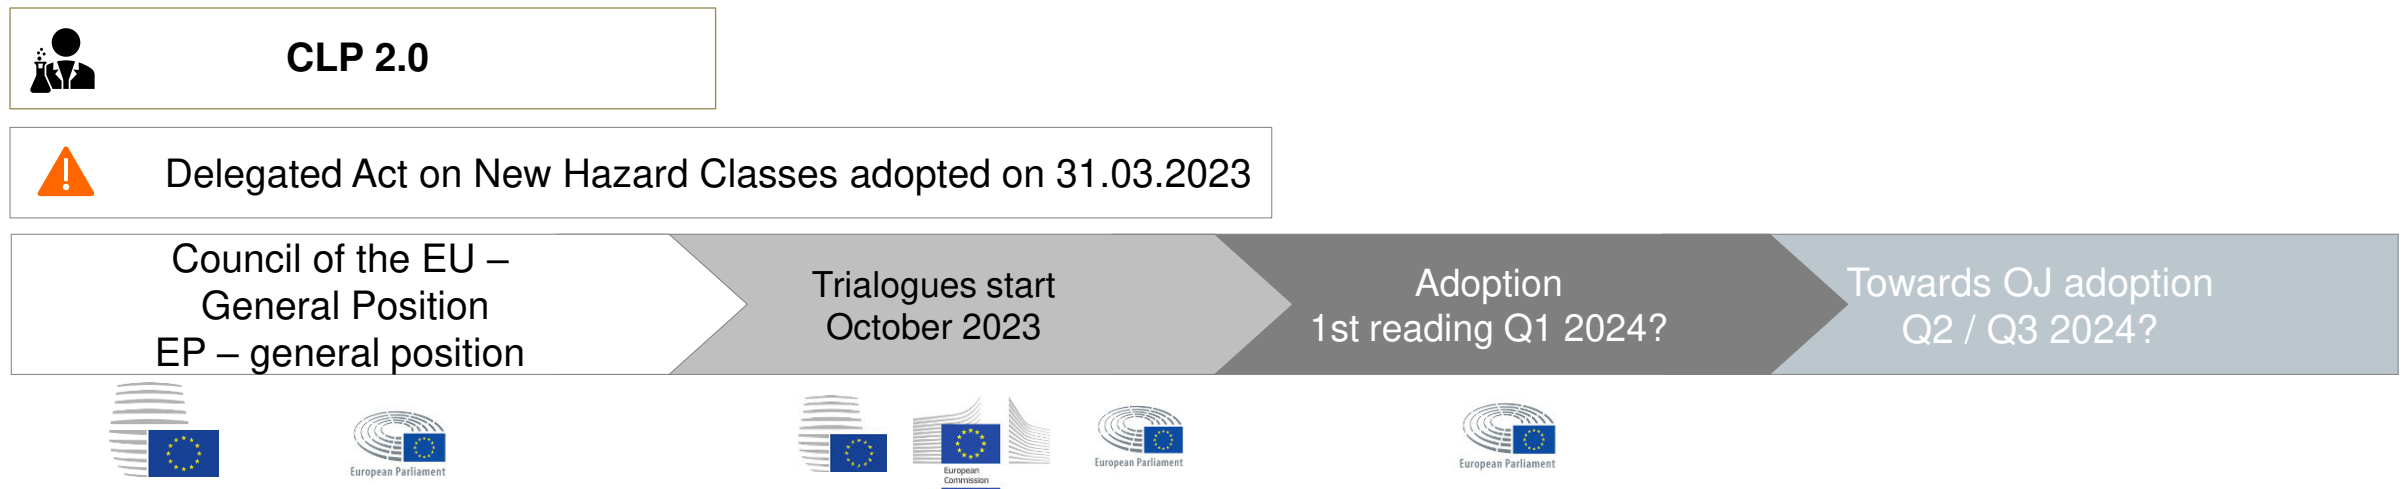 CLP 2.0
Delegated Act on New Hazard Classes adopted on 31.03.2023
Council of the EU –
General Position
EP – general position
Trialogues start
October 2023
Adoption
1st reading Q1 2024?
Towards OJ adoption
Q2 / Q3 2024?
European Parliament
European
Commission
European Parliament
European Parliament